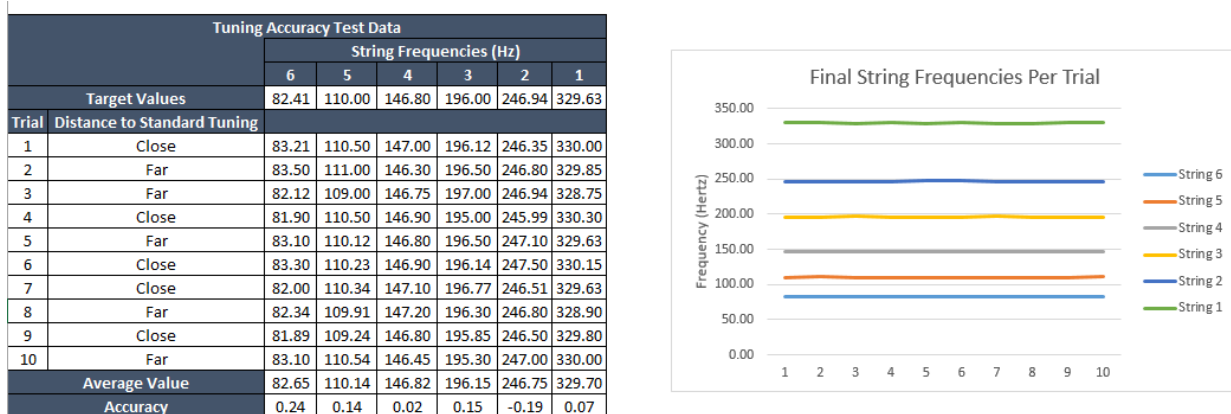 Tuning Accuracy Test Data
String Frequencies (Hz)
6 5 4 3 2 1
Target Values 82.41 110.00 146.80 196.00 246.94 329.63
Trial Distance to Standard Tuning
1 Close 83.21 110.50 147.00 196.12 246.35 330.00
2 Far 83.50 111.00 146.30 196.50 246.80 329.85
3 Far 82.12 109.00 146.75 197.00 246.94 328.75
4 Close 81.90 110.50 146.90 195.00 245.99 330.30
5 Far 83.10 110.12 146.80 196.50 247.10 329.63
6 Close 83.30 110.23 146.90 196.14 247.50 330.15
7 Close 82.00 110.34 147.10 196.77 246.51 329.63
8 Far 82.34 109.91 147.20 196.30 246.80 328.90
9 Close 81.89 109.24 146.80 195.85 246.50 329.80
10 Far 83.10 110.54 146.45 195.30 247.00 330.00
Average Value 82.65 110.14 146.82 196.15 246.75 329.70
Accuracy 0.24 0.14 0.02 0.15 -0.19 0.07
Final String Frequencies Per Trial
Frequency (Hertz)
350.00
300.00
250.00
200.00
150.00
100.00
50.00
0.00
1 2 3 4 5 6 7 8 9 10
String 6
String 5
String 4
String 3
String 2
String 1